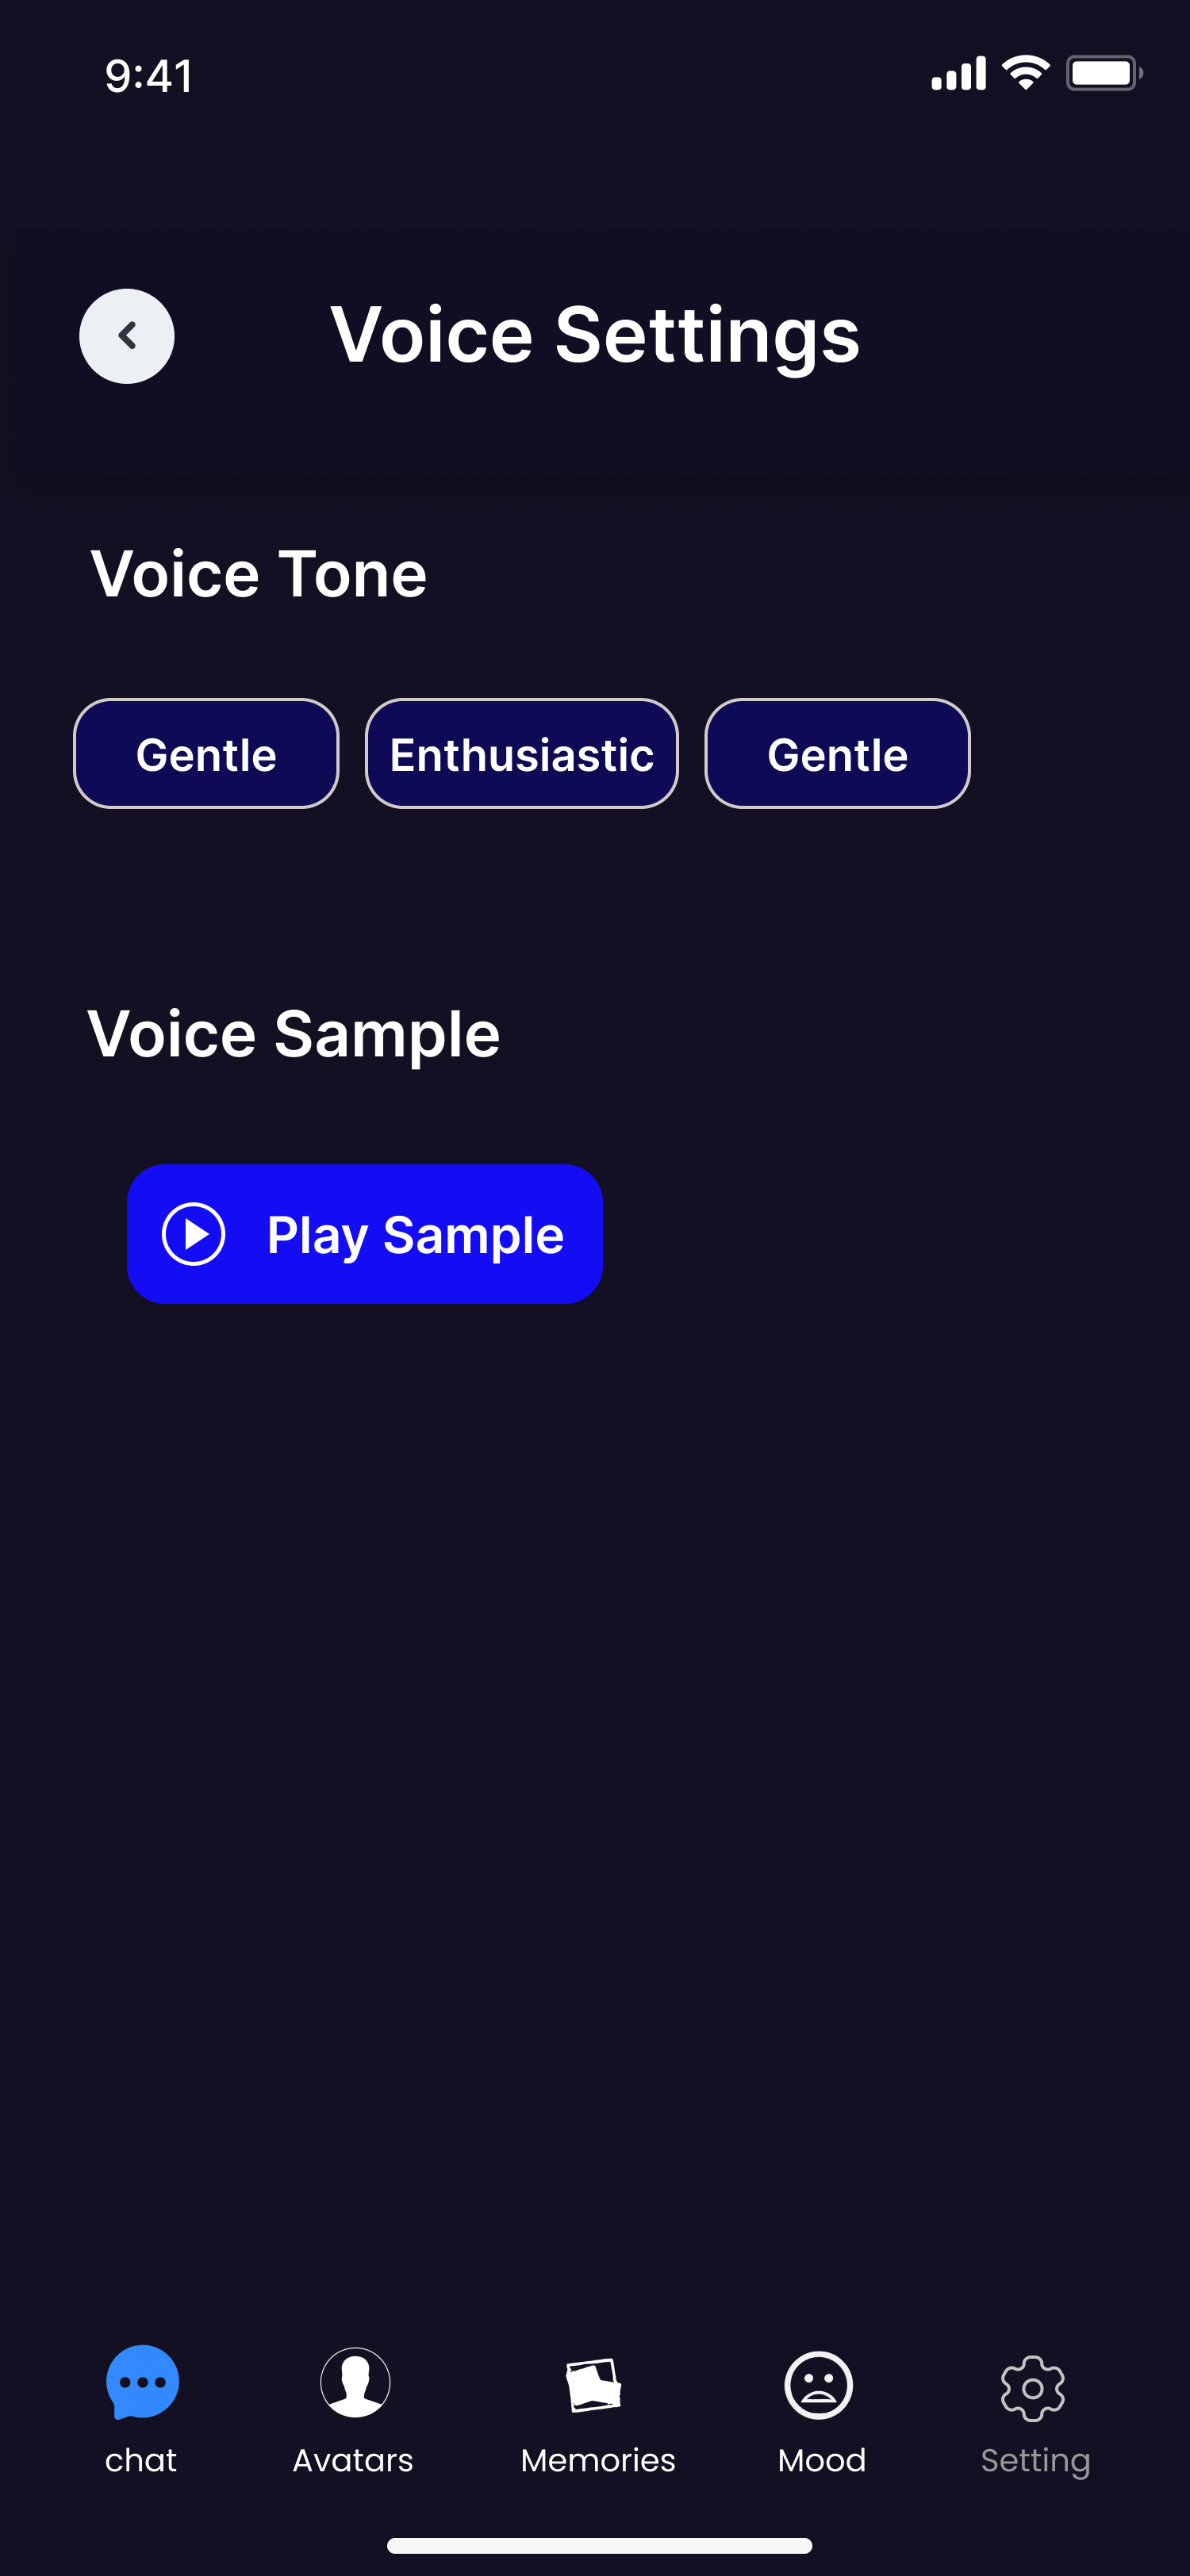 9:41
Voice Settings
Voice Tone
Gentle Enthusiastic Gentle
Voice Sample
Play Sample
chat Avatars Memories Mood Setting